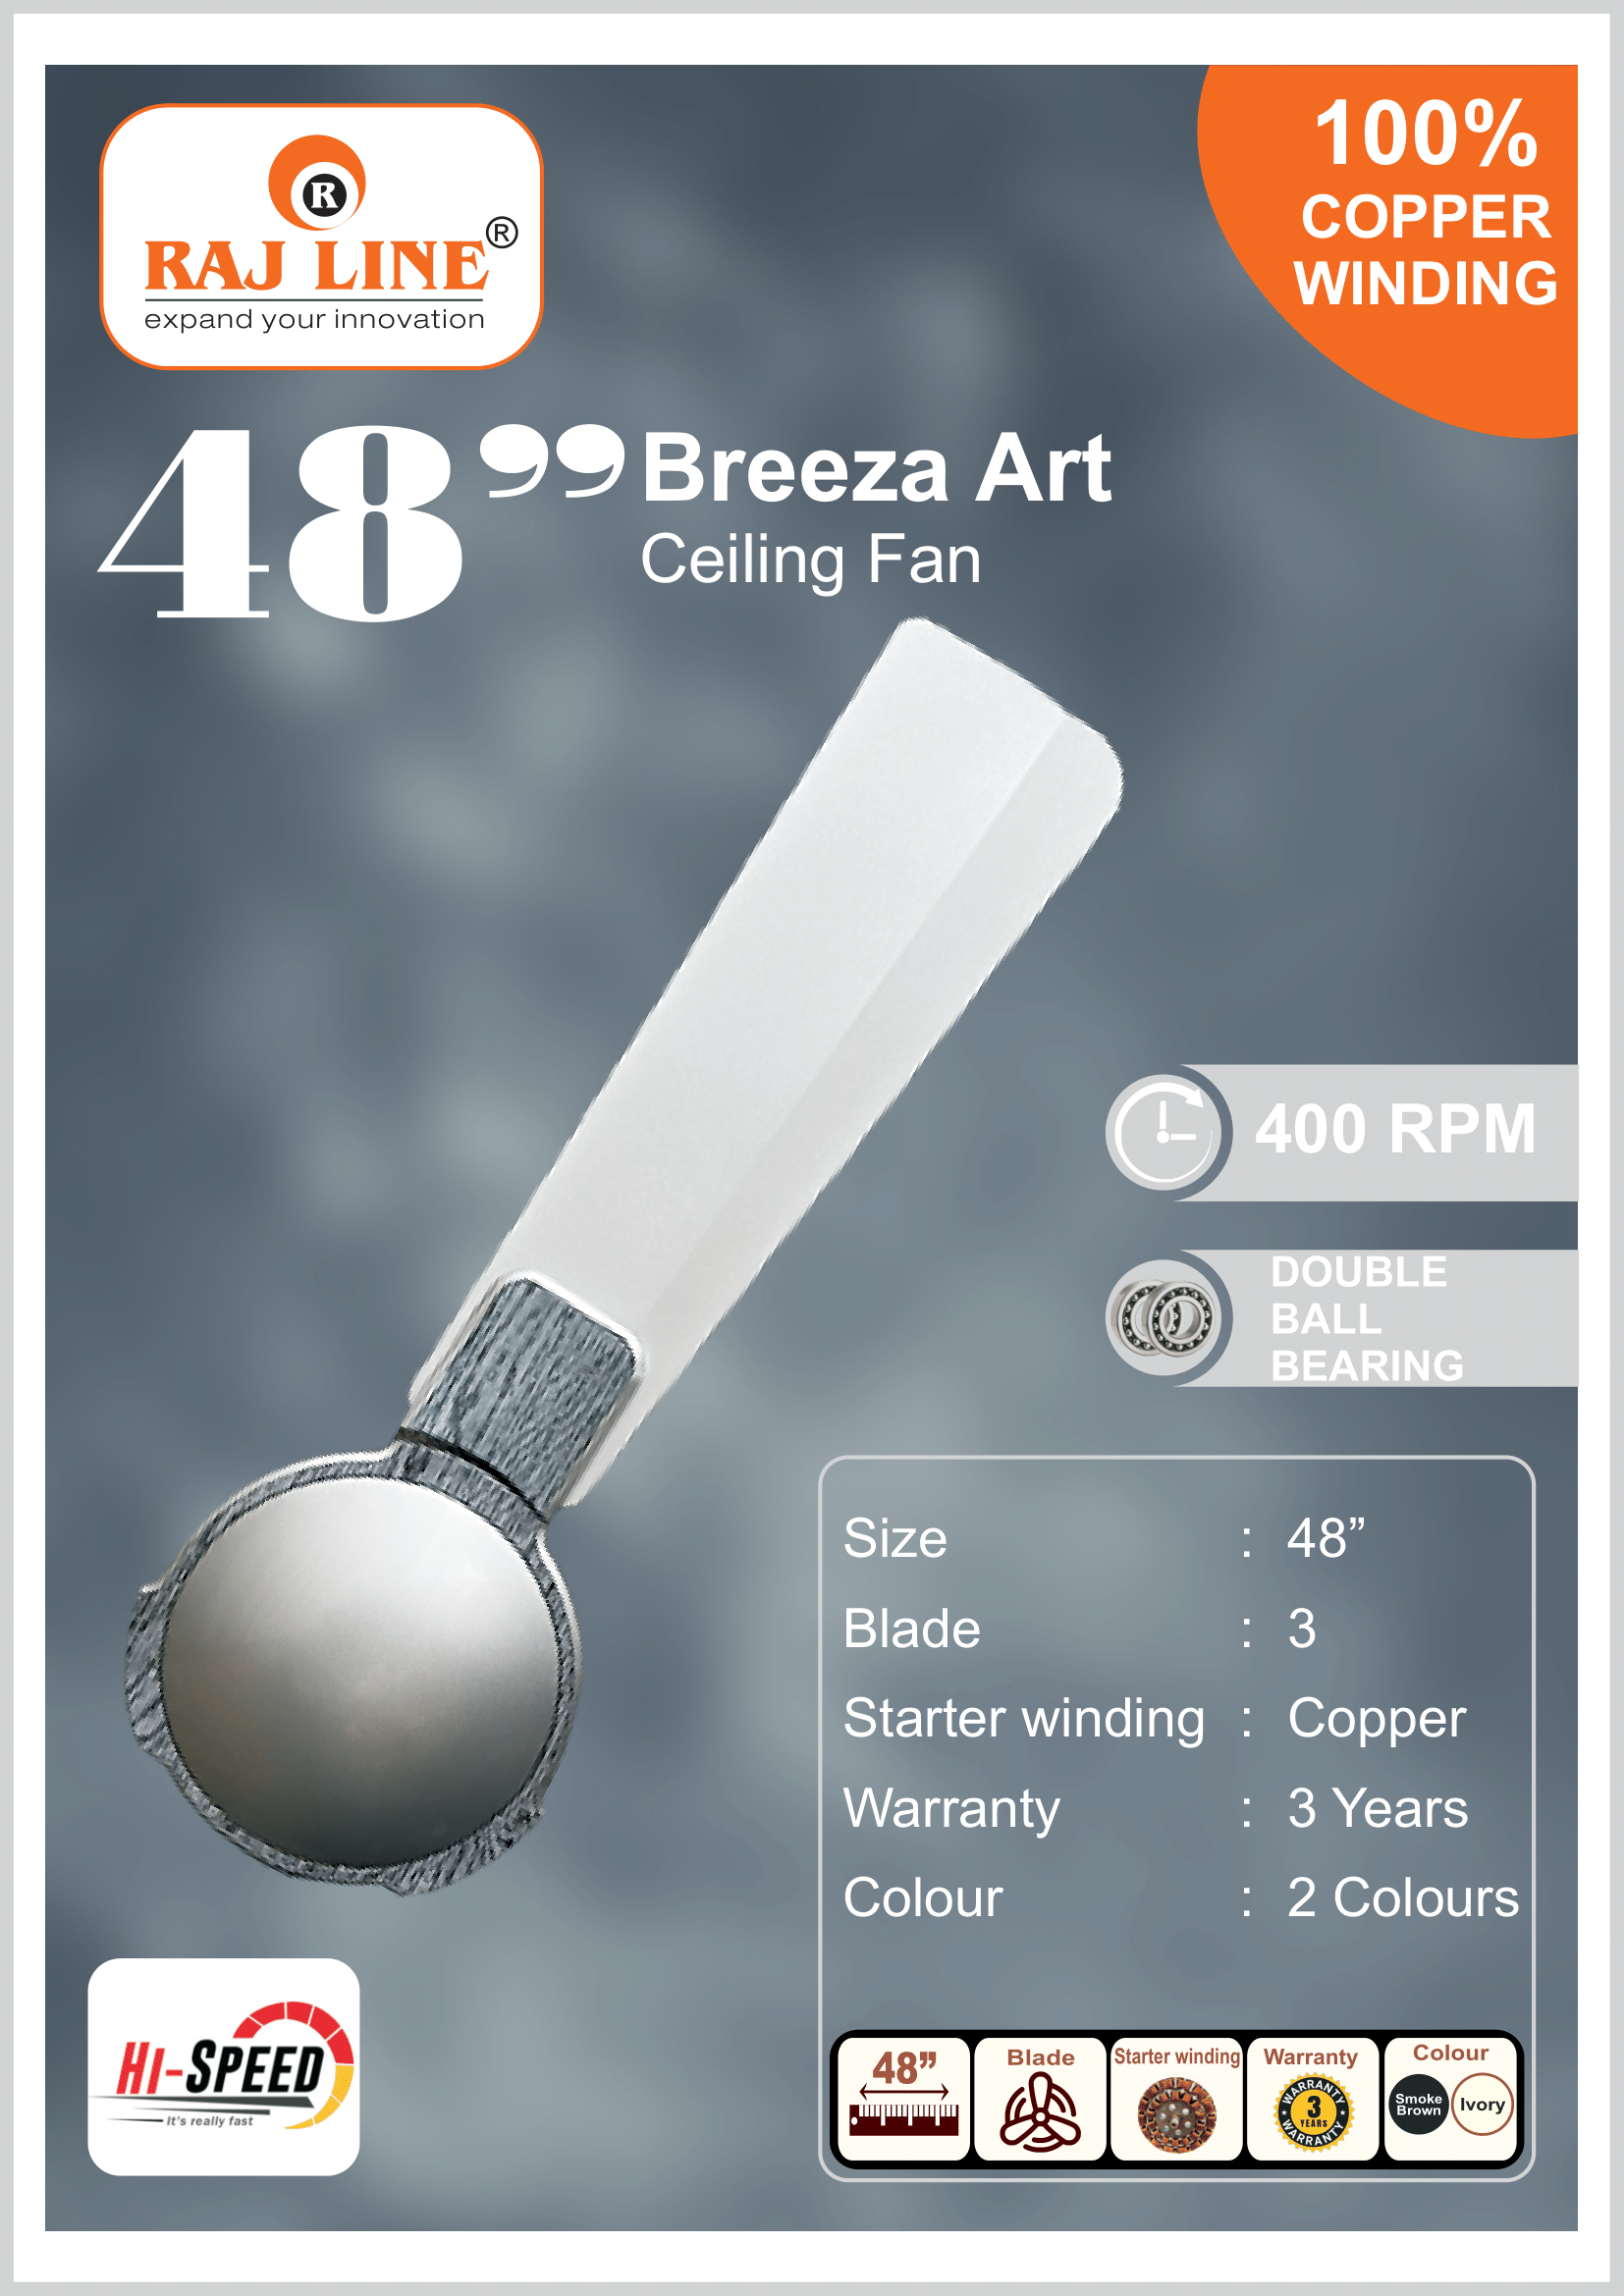 R
RAJ LINE®
expand your innovation
100%
COPPER
WINDING
48” Breeza Art
Ceiling Fan
400 RPM
DOUBLE
BALL
BEARING
Size : 48”
Blade : 3
Starter winding : Copper
Warranty : 3 Years
Colour : 2 Colours
HI-SPEED
It's really fast
48”
Blade
Starter winding
Warranty
WARRANTY
3
YEARS
WARRANTY
Colour
Smoke
Brown
Ivory